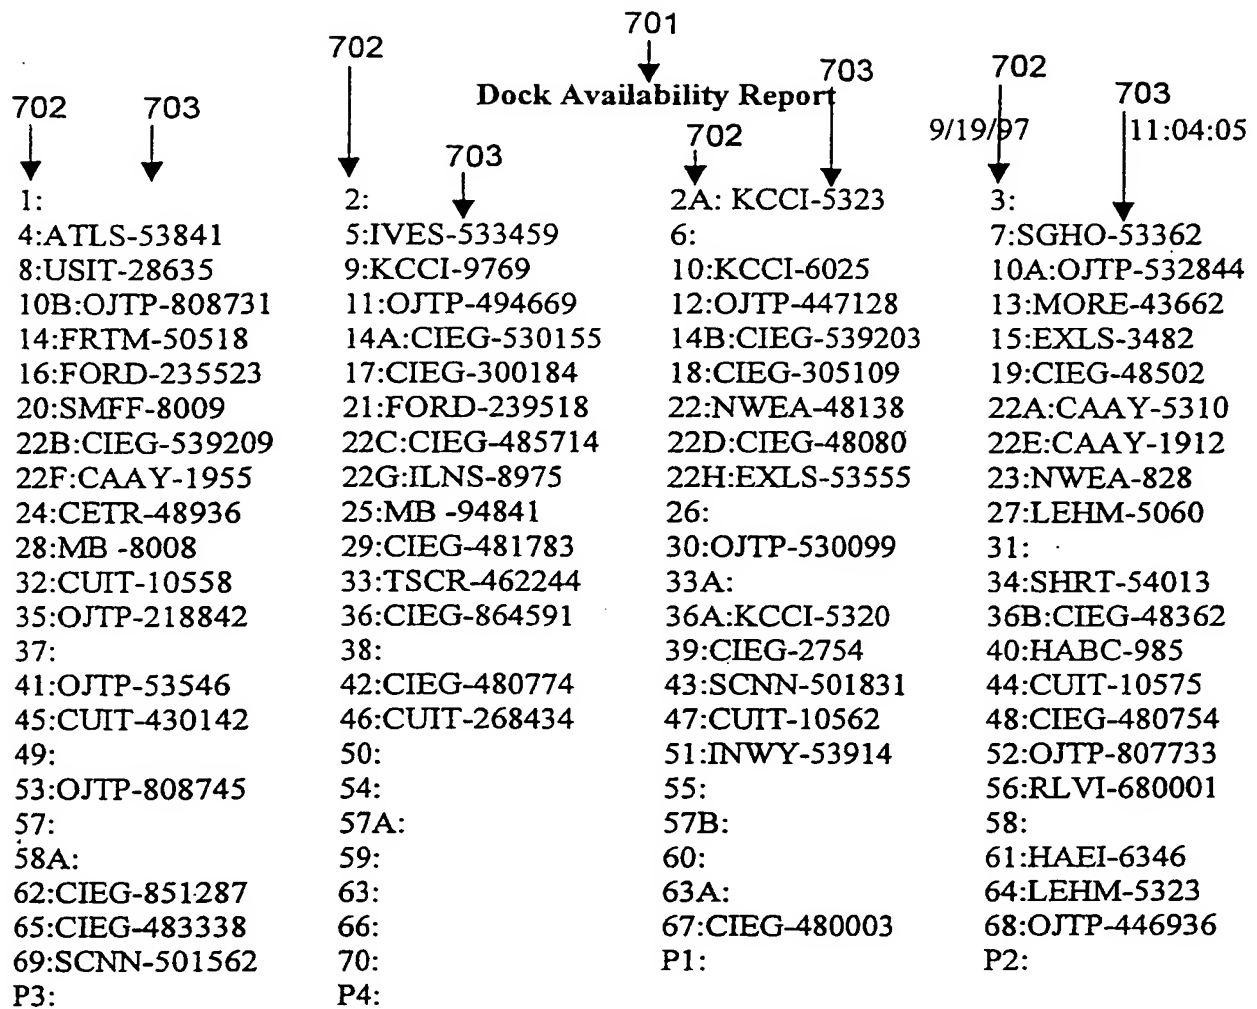 701
702 703 702
Dock Availability Report
702 703 703
9/19/97 11:04:05
702
703
1: 2: 2A: KCCI-5323 3:
4:ATLS-53841 5:IVES-533459 6: 7:SGHO-53362
8:USIT-28635 9:KCCI-9769 10:KCCI-6025 10A:OJTP-532844
10B:OJTP-808731 11:OJTP-494669 12:OJTP-447128 13:MORE-43662
14:FRTM-50518 14A:CIEG-530155 14B:CIEG-539203 15:EXLS-3482
16:FORD-235523 17:CIEG-300184 18:CIEG-305109 19:CIEG-48502
20:SMFF-8009 21:FORD-239518 22:NWEA-48138 22A:CAAY-5310
22B:CIEG-539209 22C:CIEG-485714 22D:CIEG-48080 22E:CAAY-1912
22F:CAAY-1955 22G:ILNS-8975 22H:EXLS-53555 23:NWEA-828
24:CETR-48936 25:MB -94841 26: 27:LEHM-5060
28:MB -8008 29:CIEG-481783 30:OJTP-530099 31:
32:CUIT-10558 33:TSCR-462244 33A: 34:SHRT-54013
35:OJTP-218842 36:CIEG-864591 36A:KCCI-5320 36B:CIEG-48362
37: 38: 39:CIEG-2754 40:HABC-985
41:OJTP-53546 42:CIEG-480774 43:SCNN-501831 44:CUIT-10575
45:CUIT-430142 46:CUIT-268434 47:CUIT-10562 48:CIEG-480754
49: 50: 51:INWY-53914 52:OJTP-807733
53:OJTP-808745 54: 55: 56:RLVI-680001
57: 57A: 57B: 58:
58A: 59: 60: 61:HAEI-6346
62:CIEG-851287 63: 63A: 64:LEHM-5323
65:CIEG-483338 66: 67:CIEG-480003 68:OJTP-446936
69:SCNN-501562 70: P1: P2:
P3: P4: